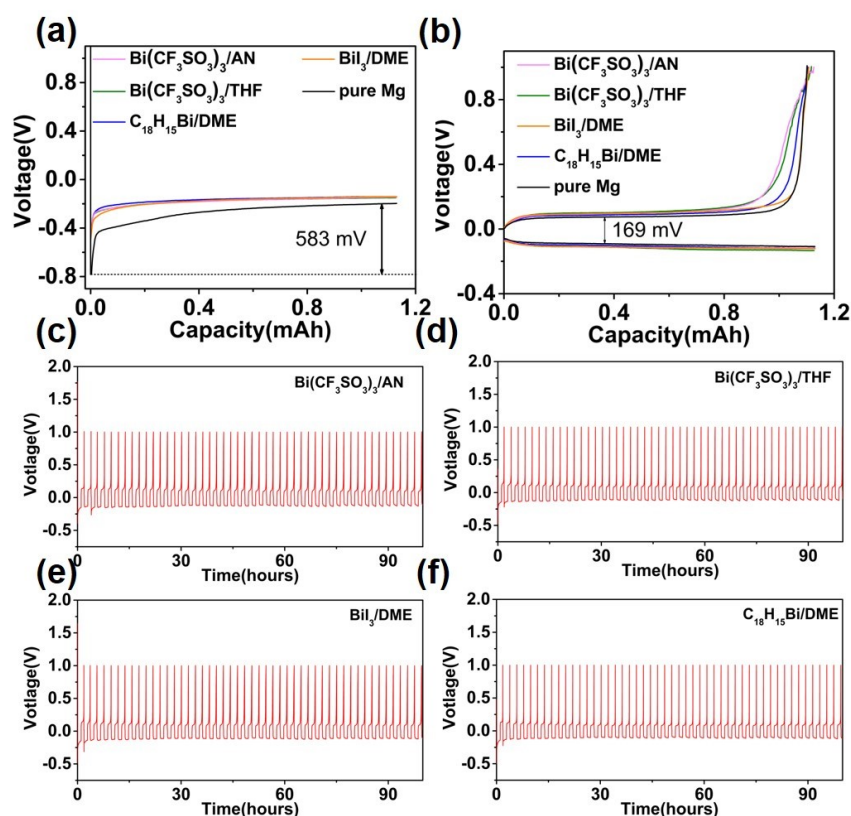 (a)
Bi(CF₃SO₃)₃/AN
BiI₃/DME
Bi(CF₃SO₃)₃/THF
pure Mg
C₁₈H₁₅Bi/DME
583 mV
Voltage(V)
0.8
0.4
0.0
-0.4
-0.8
0.0 0.4 0.8 1.2
Capacity(mAh)
(b)
Bi(CF₃SO₃)₃/AN
Bi(CF₃SO₃)₃/THF
BiI₃/DME
C₁₈H₁₅Bi/DME
pure Mg
169 mV
Voltage(V)
1.2
0.8
0.4
0.0
-0.4
0.0 0.4 0.8 1.2
Capacity(mAh)
(c)
Bi(CF₃SO₃)₃/AN
Votlage(V)
2.0
1.5
1.0
0.5
0.0
-0.5
0 30 60 90
Time(hours)
(d)
Bi(CF₃SO₃)₃/THF
Votlage(V)
2.0
1.5
1.0
0.5
0.0
-0.5
0 30 60 90
Time(hours)
(e)
BiI₃/DME
Votlage(V)
2.0
1.5
1.0
0.5
0.0
-0.5
0 30 60 90
Time(hours)
(f)
C₁₈H₁₅Bi/DME
Votlage(V)
2.0
1.5
1.0
0.5
0.0
-0.5
0 30 60 90
Time(hours)